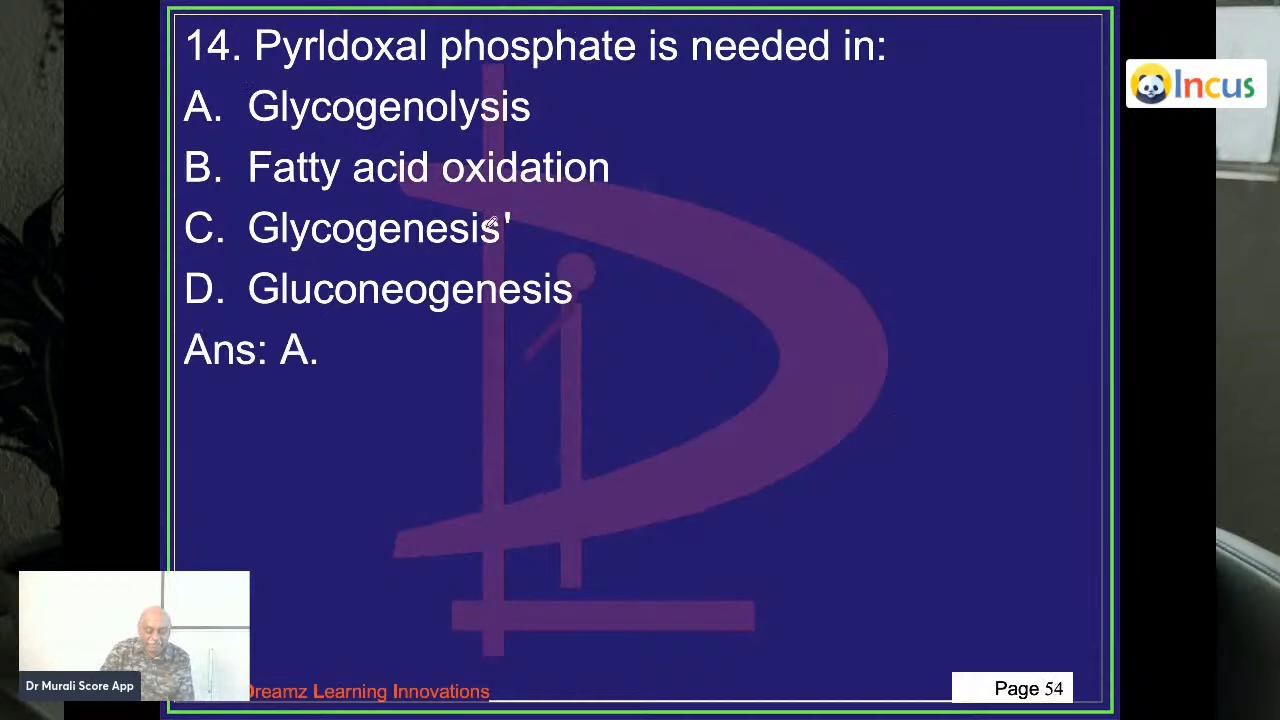 14. Pyrldoxal phosphate is needed in:
Incus
A. Glycogenolysis
B. Fatty acid oxidation
C. Glycogenesis'
D. Gluconeogenesis
Ans: A.
Dr Murali Score App
Dreamz Learning Innovations
Page 54